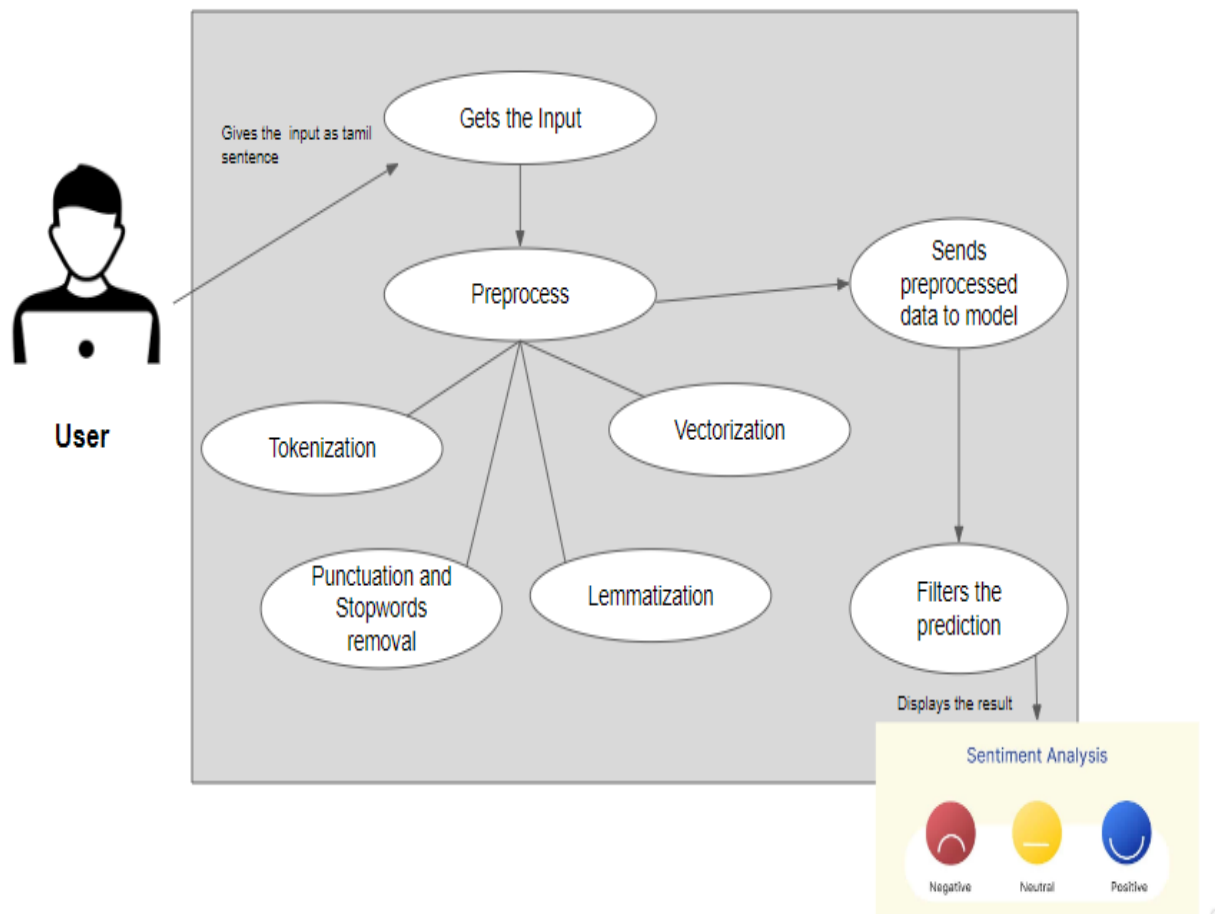 Gets the Input
Gives the input as tamil
sentence
Sends
preprocessed
data to model
Preprocess
User
Tokenization
Vectorization
Punctuation and
Stopwords
removal
Lemmatization
Filters the
prediction
Displays the result
Sentiment Analysis
Negative
Neutral
Positive